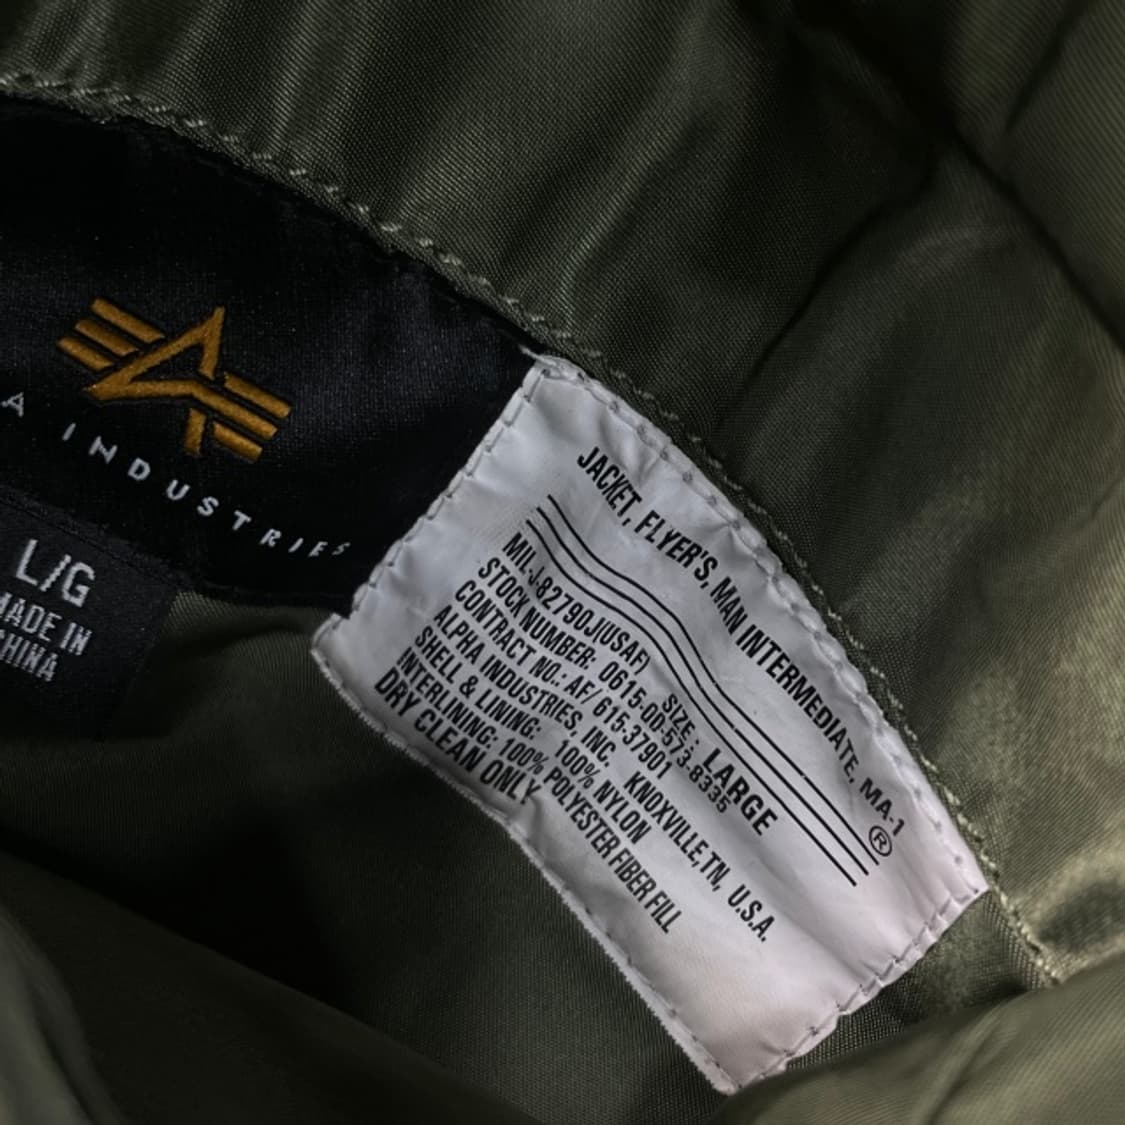 A INDUSTRIES
L/G
MADE IN
CHINA
JACKET, FLYER'S, MAN INTERMEDIATE, MA-1
®
SIZE: LARGE
MIL-J-82790J(USAF)
STOCK NUMBER: 0615-00-573-8335
CONTRACT NO.: AF/615-37901
ALPHA INDUSTRIES, INC. KNOXVILLE,TN, U.S.A.
SHELL & LINING: 100% NYLON
INTERLINING: 100% POLYESTER FIBER FILL
DRY CLEAN ONLY